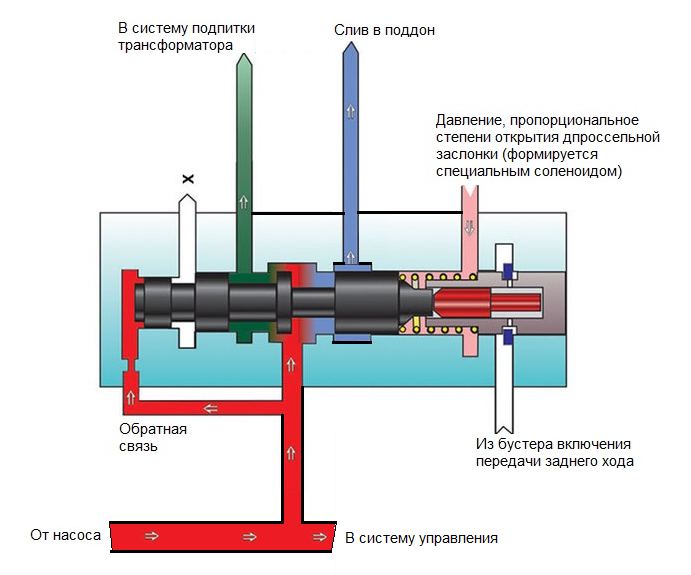 В систему подпитки
трансформатора
Слив в поддон
Давление, пропорциональное
степени открытия дпроссельной
заслонки (формируется
специальным соленоидом)
X
Обратная
связь
Из бустера включения
передачи заднего хода
От насоса
В систему управления